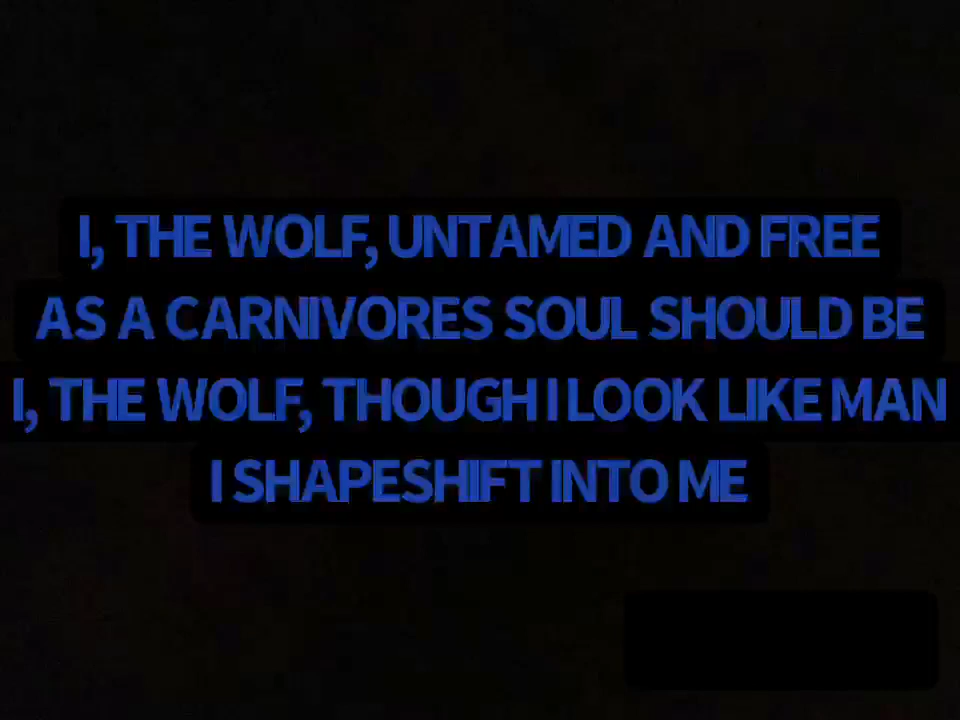 I, THE WOLF, UNTAMED AND FREE
AS A CARNIVORES SOUL SHOULD BE
I, THE WOLF, THOUGH I LOOK LIKE MAN
I SHAPESHIFT INTO ME